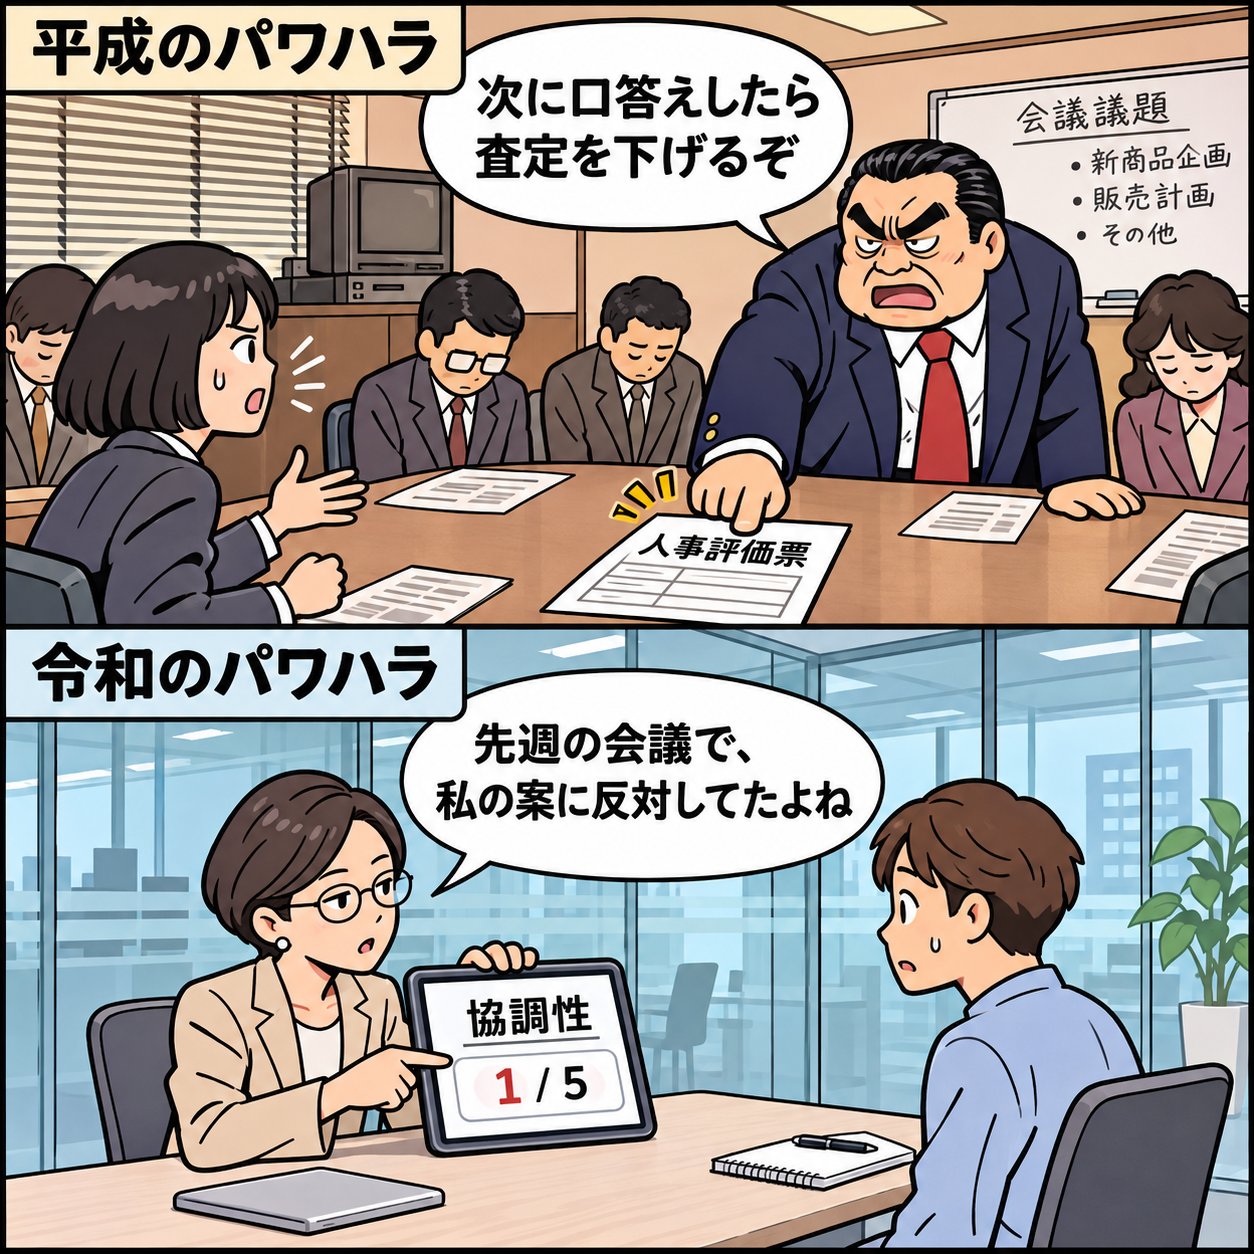 平成のパワハラ
次に口答えしたら
査定を下げるぞ
会議議題
・新商品企画
・販売計画
・その他
人事評価票
令和のパワハラ
先週の会議で、
私の案に反対してたよね
協調性
1 / 5